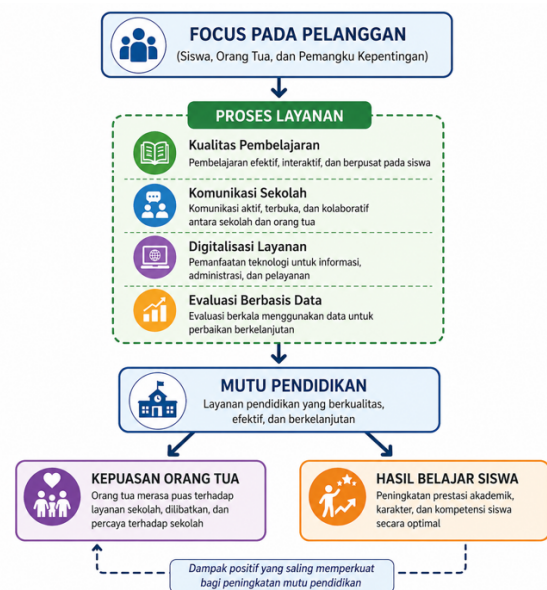 FOCUS PADA PELANGGAN
(Siswa, Orang Tua, dan Pemangku Kepentingan)
PROSES LAYANAN
Kualitas Pembelajaran
Pembelajaran efektif, interaktif, dan berpusat pada siswa
Komunikasi Sekolah
Komunikasi aktif, terbuka, dan kolaboratif
antara sekolah dan orang tua
Digitalisasi Layanan
Pemanfaatan teknologi untuk informasi,
administrasi, dan pelayanan
Evaluasi Berbasis Data
Evaluasi berkala menggunakan data untuk
perbaikan berkelanjutan
MUTU PENDIDIKAN
Layanan pendidikan yang berkualitas,
efektif, dan berkelanjutan
KEPUASAN ORANG TUA
Orang tua merasa puas terhadap
layanan sekolah, dilibatkan, dan
percaya terhadap sekolah
HASIL BELAJAR SISWA
Peningkatan prestasi akademik,
karakter, dan kompetensi siswa
secara optimal
Dampak positif yang saling memperkuat
bagi peningkatan mutu pendidikan